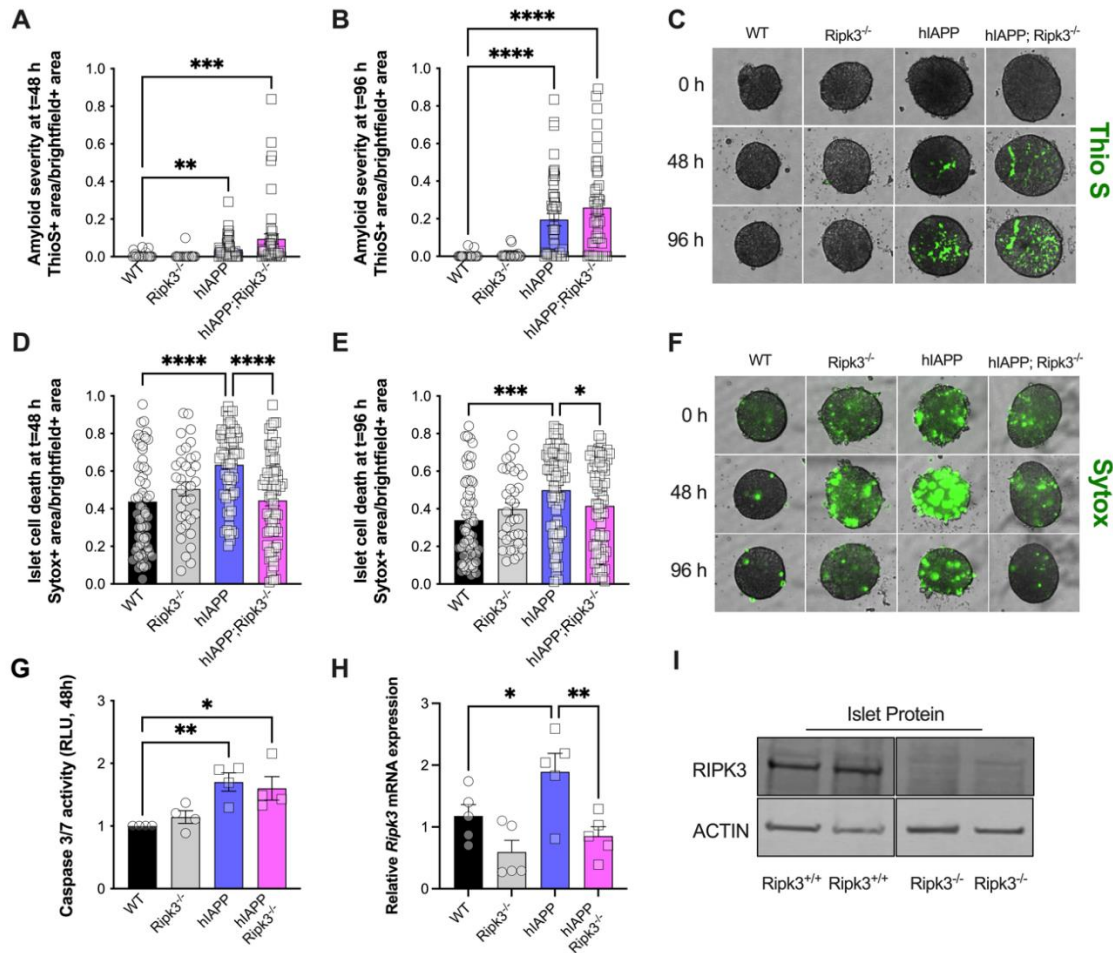 A
Amyloid severity at t=48 h
ThioS+ area/brightfield+ area
1.0
0.8
0.6
0.4
0.2
0.0
***
**
WT
Ripk3-/-
hIAPP
hIAPP;Ripk3-/-
B
Amyloid severity at t=96 h
ThioS+ area/brightfield+ area
1.0
0.8
0.6
0.4
0.2
0.0
****
****
WT
Ripk3-/-
hIAPP
hIAPP;Ripk3-/-
C
WT Ripk3-/- hIAPP hIAPP; Ripk3-/-
0 h
48 h
96 h
Thio S
D
Islet cell death at t=48 h
Sytox+ area/brightfield+ area
1.0
0.8
0.6
0.4
0.2
0.0
**** ****
WT
Ripk3-/-
hIAPP
hIAPP;Ripk3-/-
E
Islet cell death at t=96 h
Sytox+ area/brightfield+ area
1.0
0.8
0.6
0.4
0.2
0.0
*** *
WT
Ripk3-/-
hIAPP
hIAPP;Ripk3-/-
F
WT Ripk3-/- hIAPP hIAPP; Ripk3-/-
0 h
48 h
96 h
Sytox
G
Caspase 3/7 activity (RLU, 48h)
3
2
1
0
*
**
WT
Ripk3-/-
hIAPP
hIAPP
Ripk3-/-
H
Relative Ripk3 mRNA expression
3
2
1
0
* **
WT
Ripk3-/-
hIAPP
hIAPP
Ripk3-/-
I
Islet Protein
RIPK3
ACTIN
Ripk3+/+ Ripk3+/+ Ripk3-/- Ripk3-/-